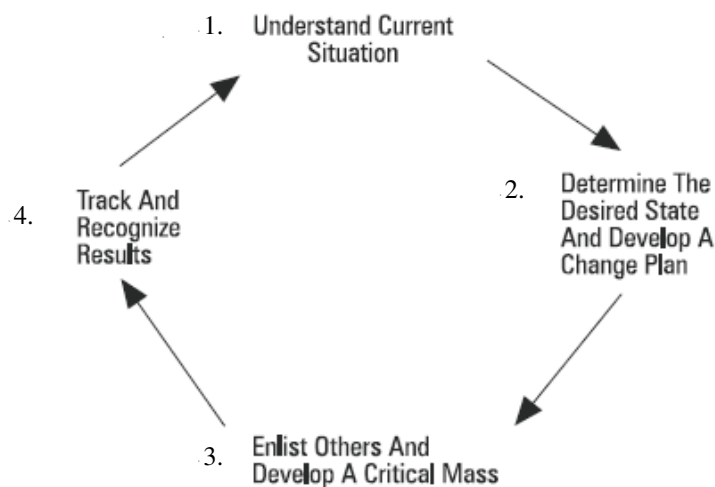 1. Understand Current
Situation
2. Determine The
Desired State
And Develop A
Change Plan
3. Enlist Others And
Develop A Critical Mass
4. Track And
Recognize
Results